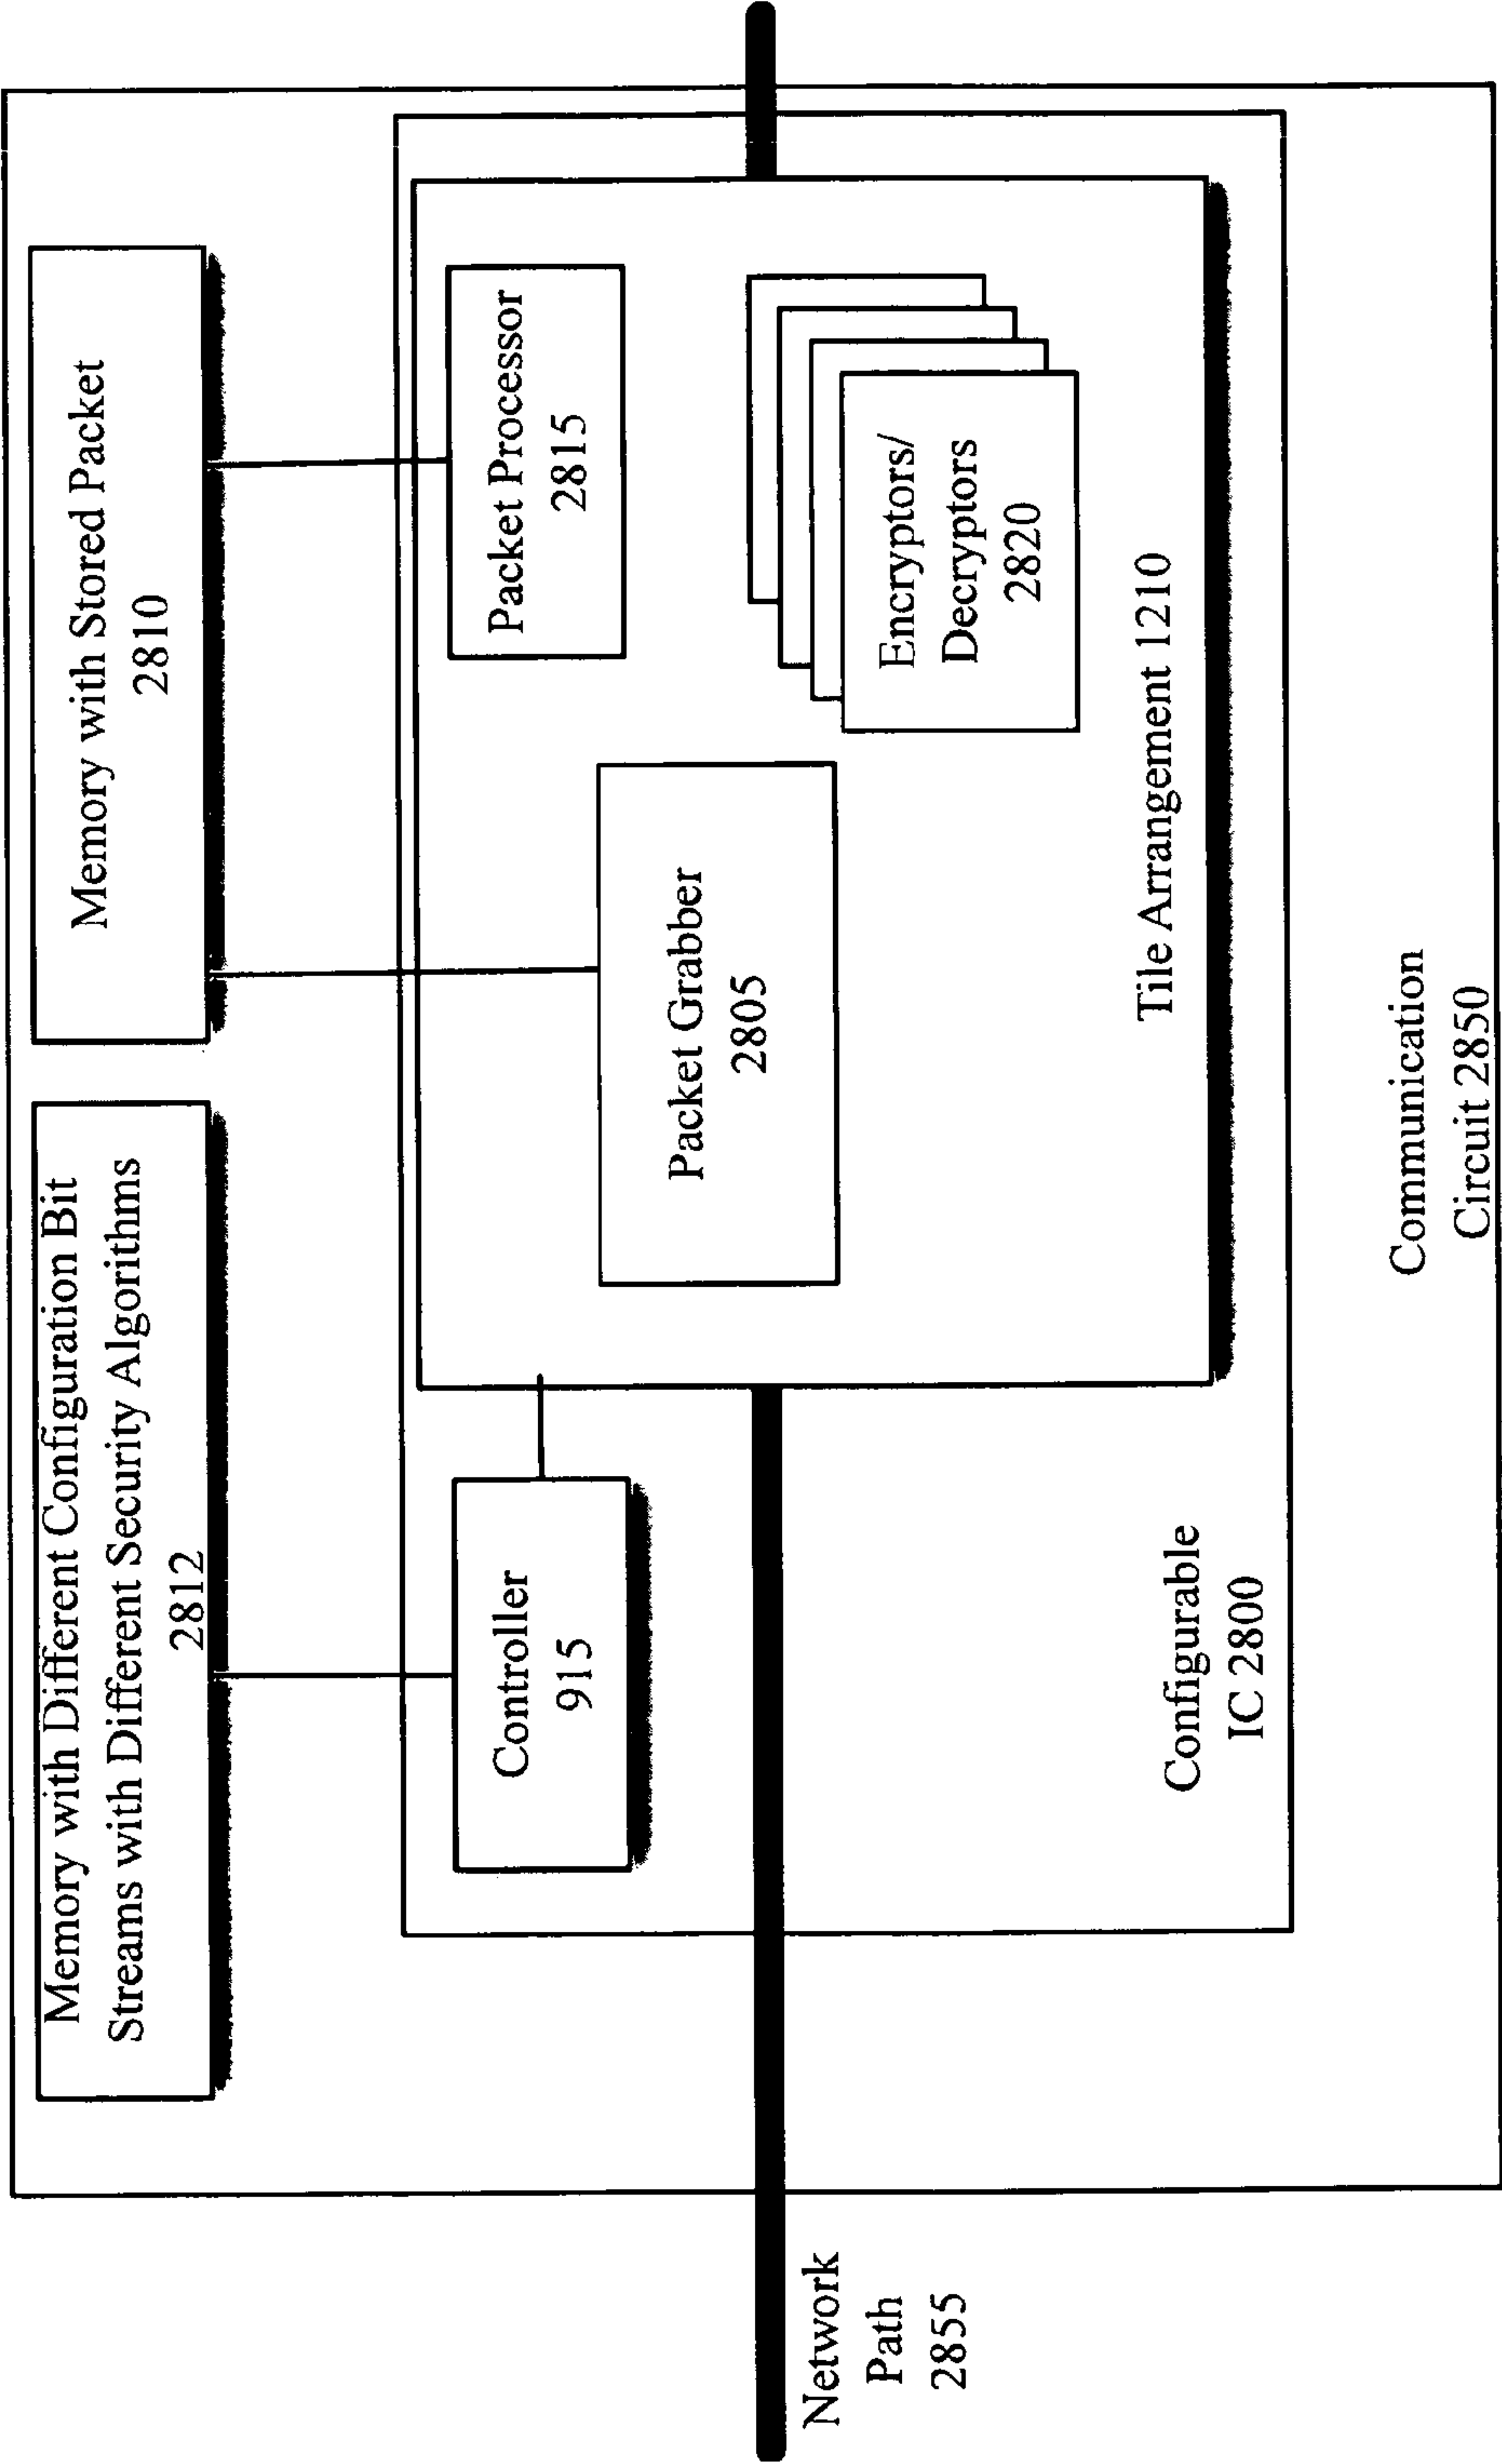 Memory with Different Configuration Bit
Streams with Different Security Algorithms
2812
Memory with Stored Packet
2810
Controller
915
Packet Grabber
2805
Packet Processor
2815
Encryptors/
Decryptors
2820
Tile Arrangement 1210
Configurable
IC 2800
Communication
Circuit 2850
Network
Path
2855